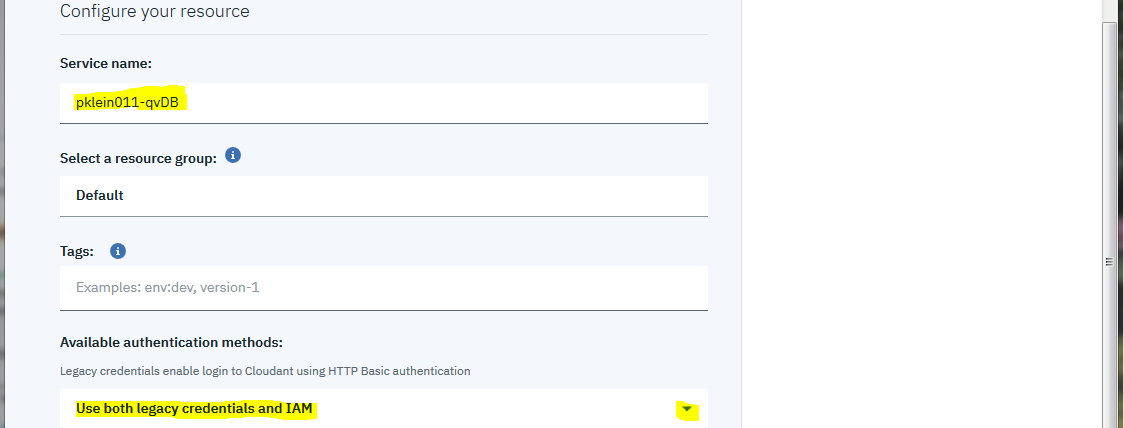 Configure your resource
Service name:
pklein011-qvDB
Select a resource group:
Default
Tags:
Examples: env:dev, version-1
Available authentication methods:
Legacy credentials enable login to Cloudant using HTTP Basic authentication
Use both legacy credentials and IAM